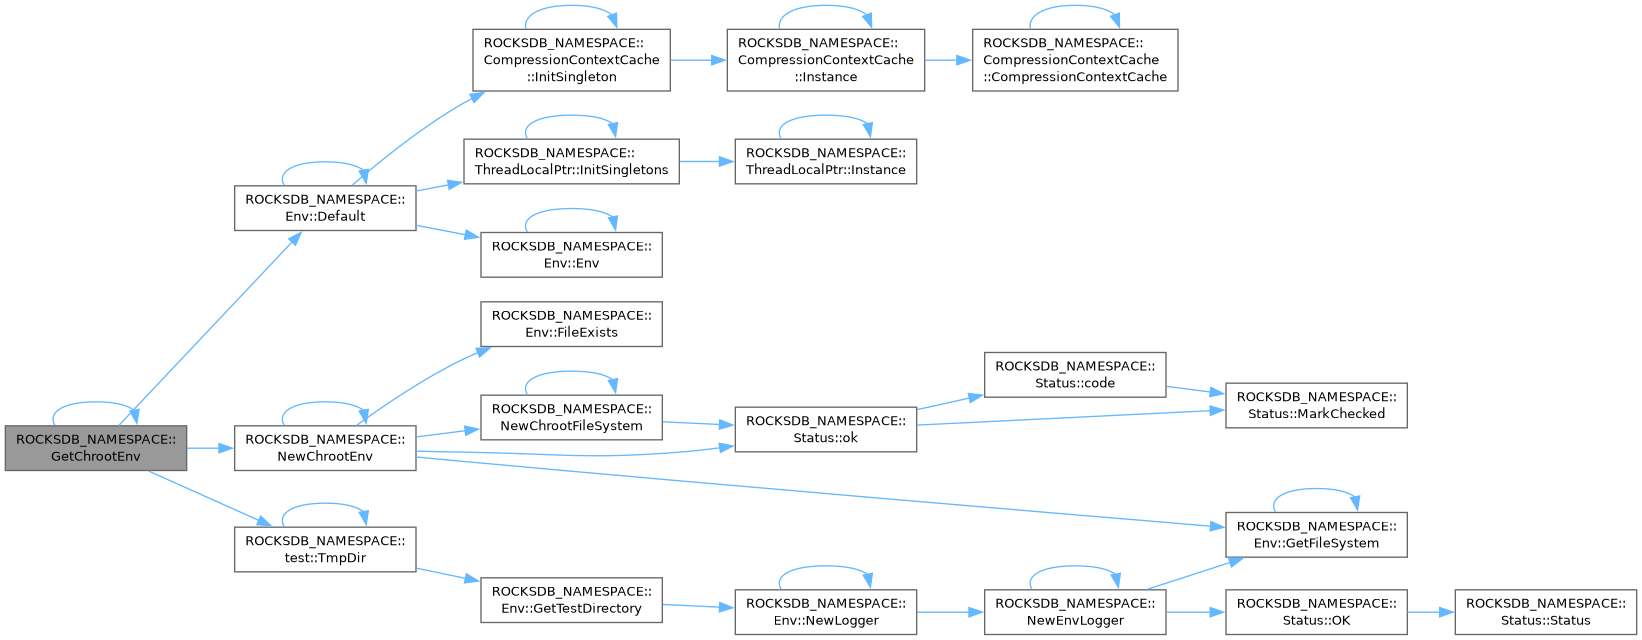 ROCKSDB_NAMESPACE::
CompressionContextCache
::InitSingleton
ROCKSDB_NAMESPACE::
CompressionContextCache
::Instance
ROCKSDB_NAMESPACE::
CompressionContextCache
::CompressionContextCache
ROCKSDB_NAMESPACE::
ThreadLocalPtr::InitSingletons
ROCKSDB_NAMESPACE::
ThreadLocalPtr::Instance
ROCKSDB_NAMESPACE::
Env::Default
ROCKSDB_NAMESPACE::
Env::Env
ROCKSDB_NAMESPACE::
Env::FileExists
ROCKSDB_NAMESPACE::
Status::code
ROCKSDB_NAMESPACE::
Status::MarkChecked
ROCKSDB_NAMESPACE::
NewChrootFileSystem
ROCKSDB_NAMESPACE::
Status::ok
ROCKSDB_NAMESPACE::
GetChrootEnv
ROCKSDB_NAMESPACE::
NewChrootEnv
ROCKSDB_NAMESPACE::
Env::GetFileSystem
ROCKSDB_NAMESPACE::
test::TmpDir
ROCKSDB_NAMESPACE::
Env::GetTestDirectory
ROCKSDB_NAMESPACE::
Env::NewLogger
ROCKSDB_NAMESPACE::
NewEnvLogger
ROCKSDB_NAMESPACE::
Status::OK
ROCKSDB_NAMESPACE::
Status::Status